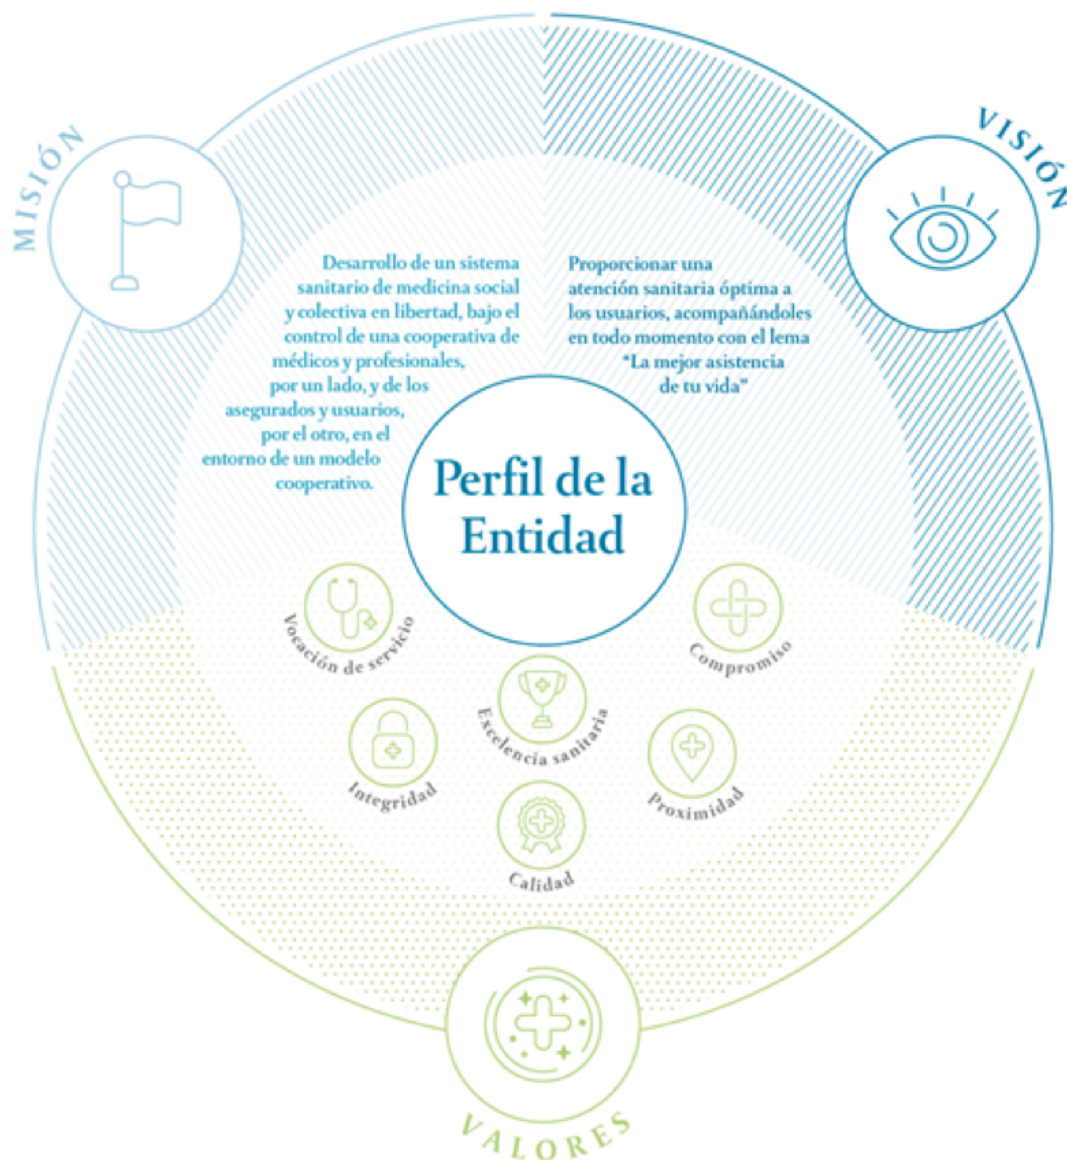 MISIÓN
VISIÓN
Desarrollo de un sistema
sanitario de medicina social
y colectiva en libertad, bajo el
control de una cooperativa de
médicos y profesionales,
por un lado, y de los
asegurados y usuarios,
por el otro, en el
entorno de un modelo
cooperativo.
Proporcionar una
atención sanitaria óptima a
los usuarios, acompañándoles
en todo momento con el lema
“La mejor asistencia
de tu vida”
Perfil de la
Entidad
Vocación de servicio
Compromiso
Excelencia sanitaria
Integridad
Proximidad
Calidad
VALORES